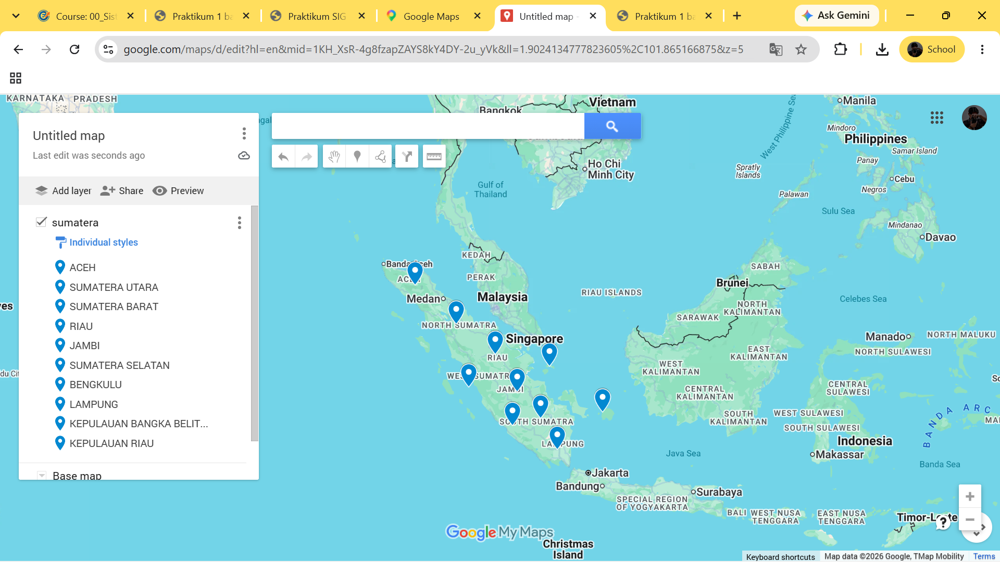 Course: 00_Sist
Praktikum 1 ba
Praktikum SIG
Google Maps
Untitled map -
Praktikum 1 ba
Ask Gemini
google.com/maps/d/edit?hl=en&mid=1KH_XsR-4g8fzapZAYS8kY4DY-2u_yVk&ll=1.9024134777823605%2C101.865166875&z=5
School
Untitled map
Last edit was seconds ago
Add layer
Share
Preview
sumatera
Individual styles
ACEH
SUMATERA UTARA
SUMATERA BARAT
RIAU
JAMBI
SUMATERA SELATAN
BENGKULU
LAMPUNG
KEPULAUAN BANGKA BELIT...
KEPULAUAN RIAU
Base map
KARNATAKA
PRADESH
Bangkok
Vietnam
Ho Chi
Minh City
Gulf of
Thailand
West Philippine Sea
Manila
Mindoro
Philippines
Samar Island
Panay
Spratly
Islands
Cebu
Negros
Palawan
Sulu Sea
Mindanao
Davao
KEDAH
PERAK
Banda Aceh
Medan
Malaysia
NORTH SUMATRA
Singapore
RIAU
WEST SUMATRA
JAMBI
SOUTH SUMATRA
LAMPUNG
RIAU ISLANDS
SABAH
Brunei
NORTH
KALIMANTAN
SARAWAK
Celebes Sea
EAST
KALIMANTAN
WEST
KALIMANTAN
CENTRAL
KALIMANTAN
SOUTH
KALIMANTAN
Manado
NORTH MALUKU
NORTH SULAWESI
CENTRAL
SULAWESI
WEST SULAWESI
SOUTH SULAWESI
BANDA ARC
Indonesia
Makassar
Banda Sea
Java Sea
Jakarta
Bandung
Surabaya
SPECIAL REGION
OF YOGYAKARTA
BALI
WEST NUSA
TENGGARA
EAST NUSA
TENGGARA
Timor-Leste
Google My Maps
Christmas
Island
Keyboard shortcuts
Map data ©2026 Google, TMap Mobility
Terms